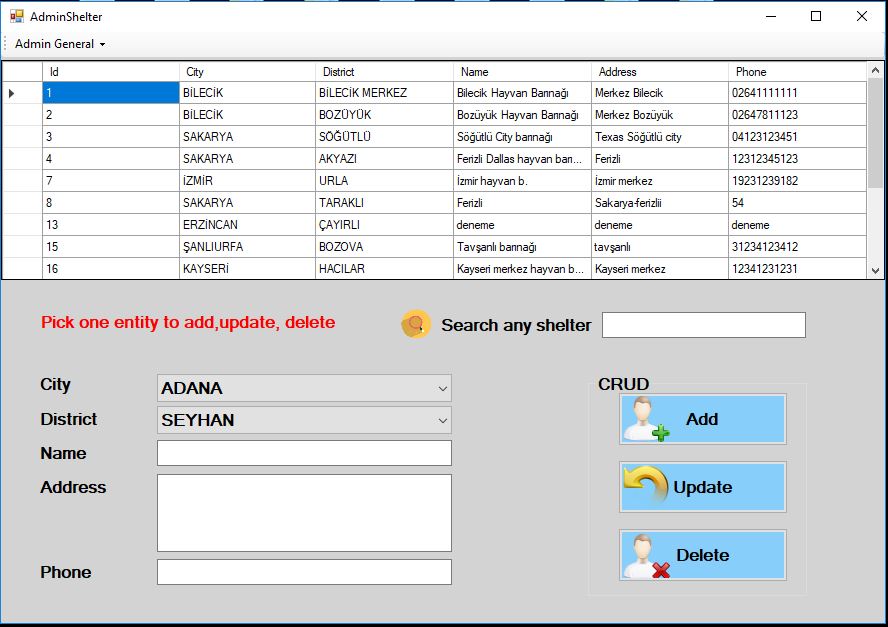 AdminShelter
Admin General
Id City District Name Address Phone
1 BİLECİK BİLECİK MERKEZ Bilecik Hayvan Barınağı Merkez Bilecik 02641111111
2 BİLECİK BOZÜYÜK Bozüyük Hayvan Barınağı Merkez Bozüyük 02647811123
3 SAKARYA SÖĞÜTLÜ Söğütlü City barınağı Texas Söğütlü city 04123123451
4 SAKARYA AKYAZI Ferizli Dallas hayvan barı... Ferizli 12312345123
7 İZMİR URLA İzmir hayvan b. İzmir merkez 19231239182
8 SAKARYA TARAKLI Ferizli Sakarya-ferizlii 54
13 ERZİNCAN ÇAYIRLI deneme deneme deneme
15 ŞANLIURFA BOZOVA Tavşanlı barınağı tavşanlı 31234123412
16 KAYSERİ HACILAR Kayseri merkez hayvan b... Kayseri merkez 12341231231
Pick one entity to add,update, delete
Search any shelter
City ADANA
District SEYHAN
Name
Address
Phone
CRUD
Add
Update
Delete